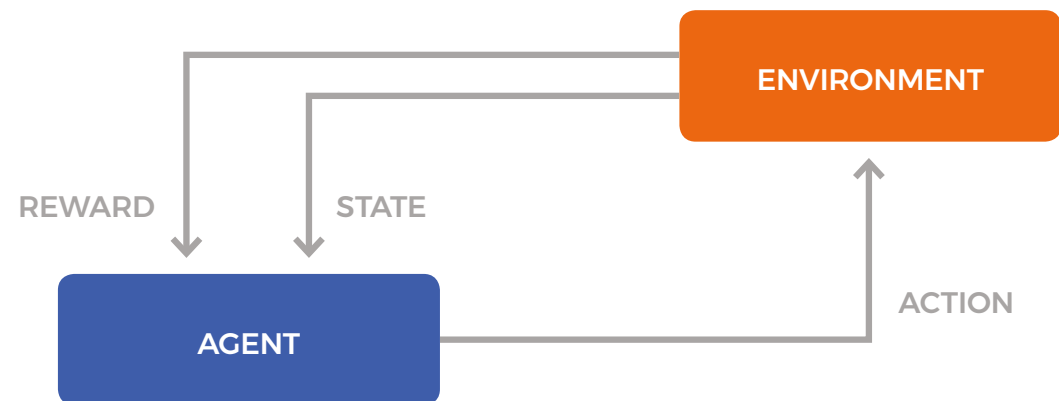 ENVIRONMENT
REWARD
STATE
ACTION
AGENT